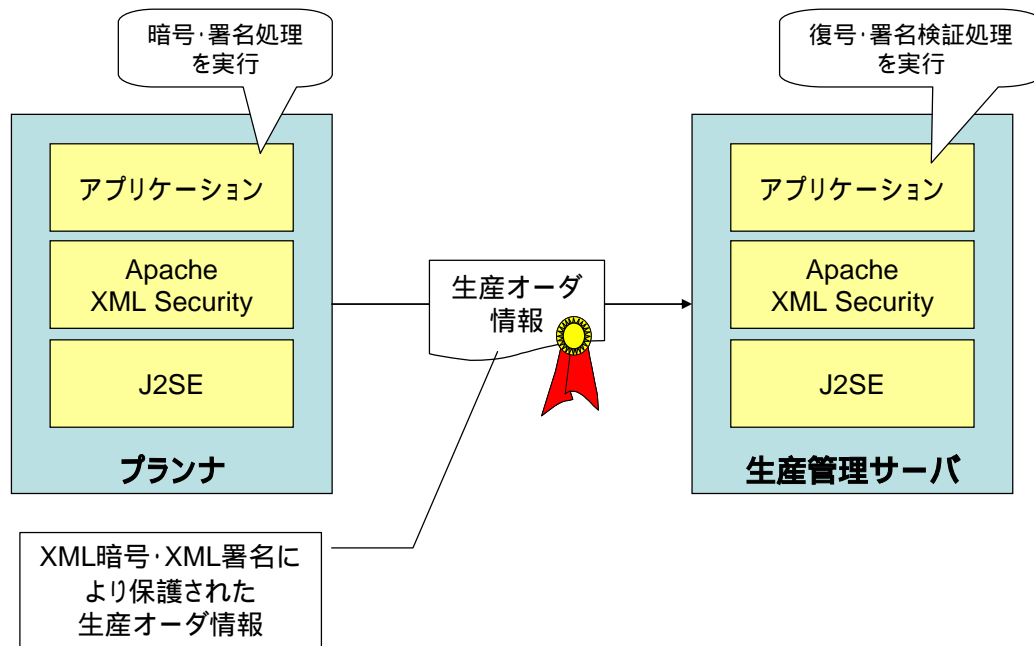 暗号・署名処理
を実行
復号・署名検証処理
を実行
アプリケーション
Apache
XML Security
J2SE
プランナ
生産オーダ
情報
アプリケーション
Apache
XML Security
J2SE
生産管理サーバ
XML暗号・XML署名に
より保護された
生産オーダ情報